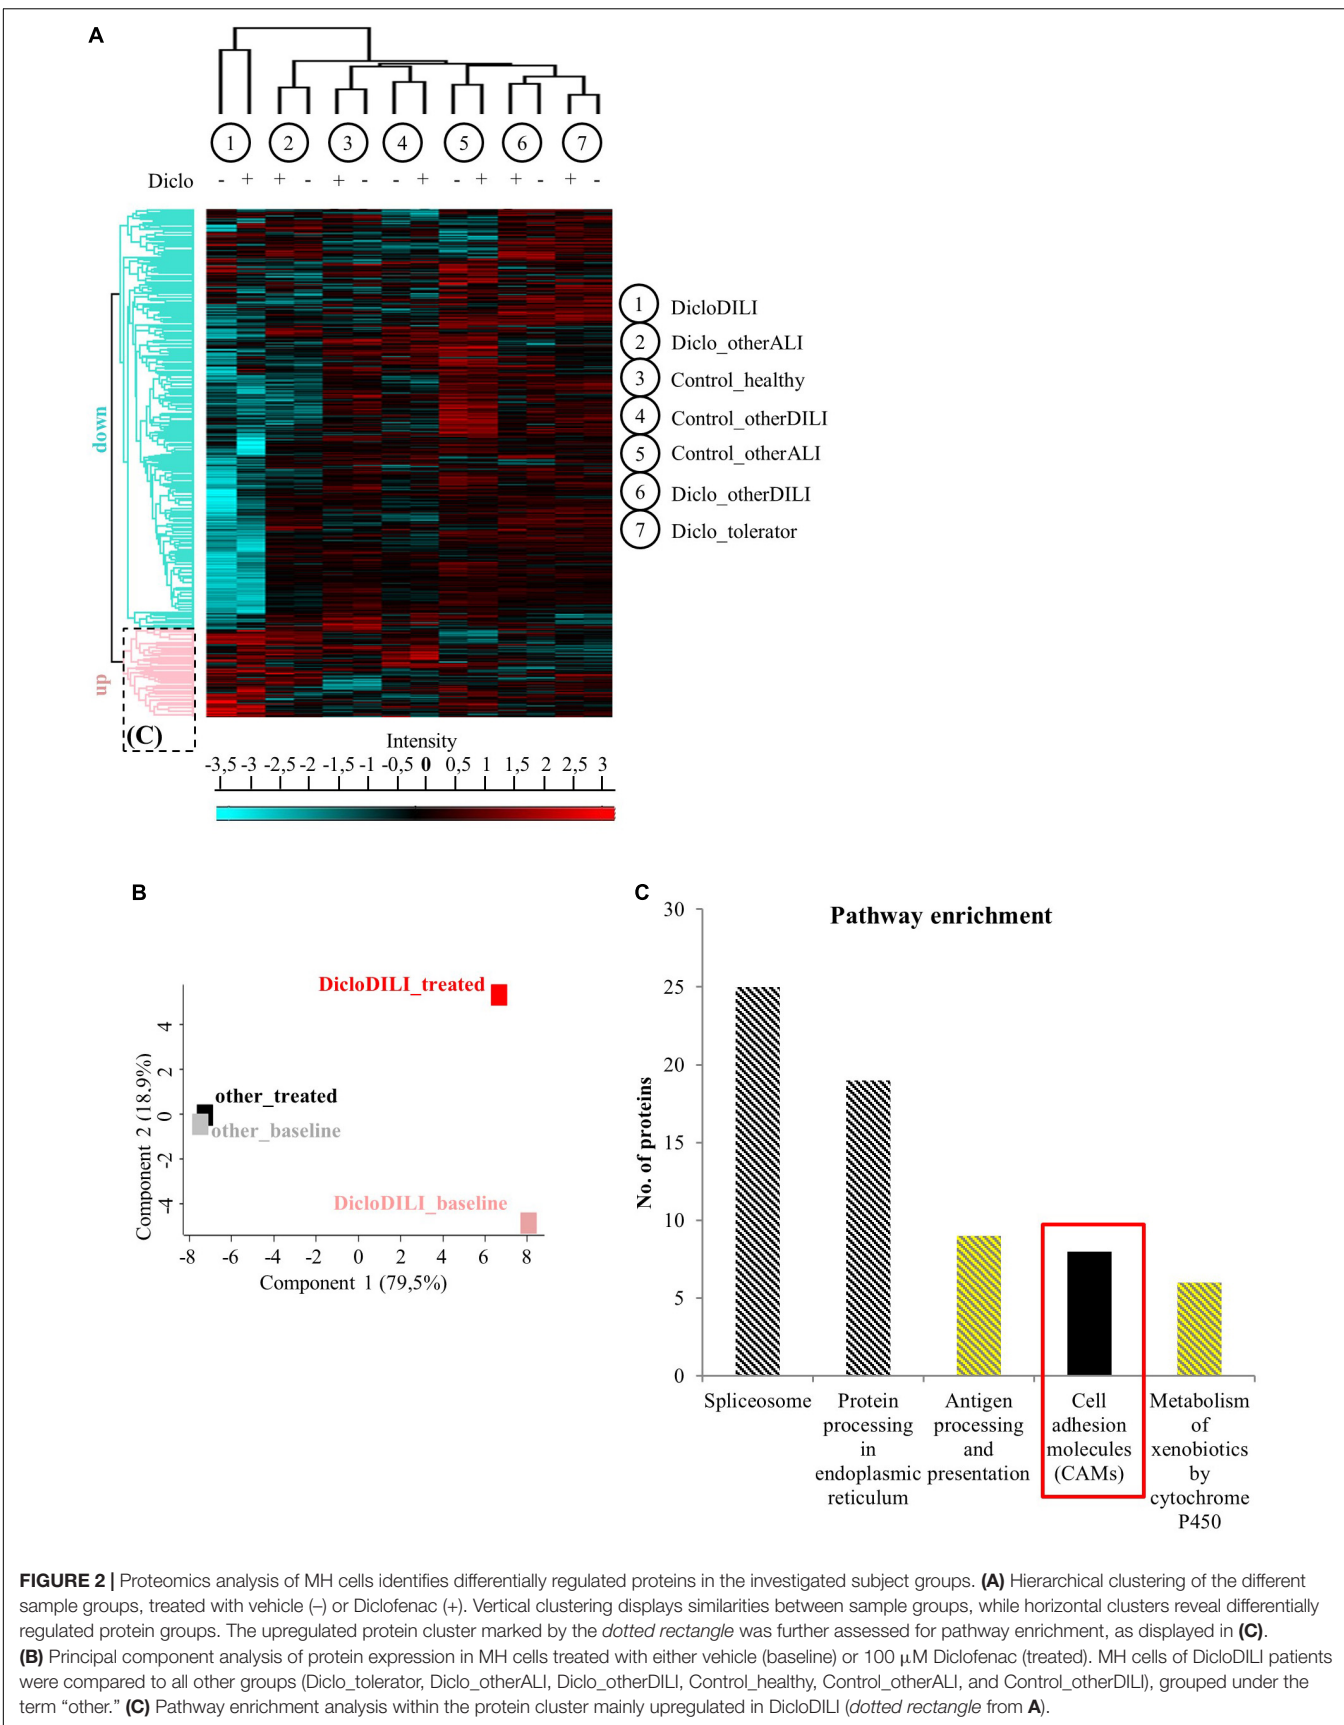 A
1 2 3 4 5 6 7
Diclo - + + - + - - + - + + - + -
down
up
(C)
1 DicloDILI
2 Diclo_otherALI
3 Control_healthy
4 Control_otherDILI
5 Control_otherALI
6 Diclo_otherDILI
7 Diclo_tolerator
Intensity
-3,5 -3 -2,5 -2 -1,5 -1 -0,5 0 0,5 1 1,5 2 2,5 3
B
DicloDILI_treated
other_treated
other_baseline
DicloDILI_baseline
Component 2 (18.9%)
4
2
0
-2
-4
-8 -6 -4 -2 0 2 4 6 8
Component 1 (79,5%)
C
Pathway enrichment
No. of proteins
30
25
20
15
10
5
0
Spliceosome
Protein
processing
in
endoplasmic
reticulum
Antigen
processing
and
presentation
Cell
adhesion
molecules
(CAMs)
Metabolism
of
xenobiotics
by
cytochrome
P450
FIGURE 2 | Proteomics analysis of MH cells identifies differentially regulated proteins in the investigated subject groups. (A) Hierarchical clustering of the different
sample groups, treated with vehicle (–) or Diclofenac (+). Vertical clustering displays similarities between sample groups, while horizontal clusters reveal differentially
regulated protein groups. The upregulated protein cluster marked by the dotted rectangle was further assessed for pathway enrichment, as displayed in (C).
(B) Principal component analysis of protein expression in MH cells treated with either vehicle (baseline) or 100 μM Diclofenac (treated). MH cells of DicloDILI patients
were compared to all other groups (Diclo_tolerator, Diclo_otherALI, Diclo_otherDILI, Control_healthy, Control_otherALI, and Control_otherDILI), grouped under the
term “other.” (C) Pathway enrichment analysis within the protein cluster mainly upregulated in DicloDILI (dotted rectangle from A).